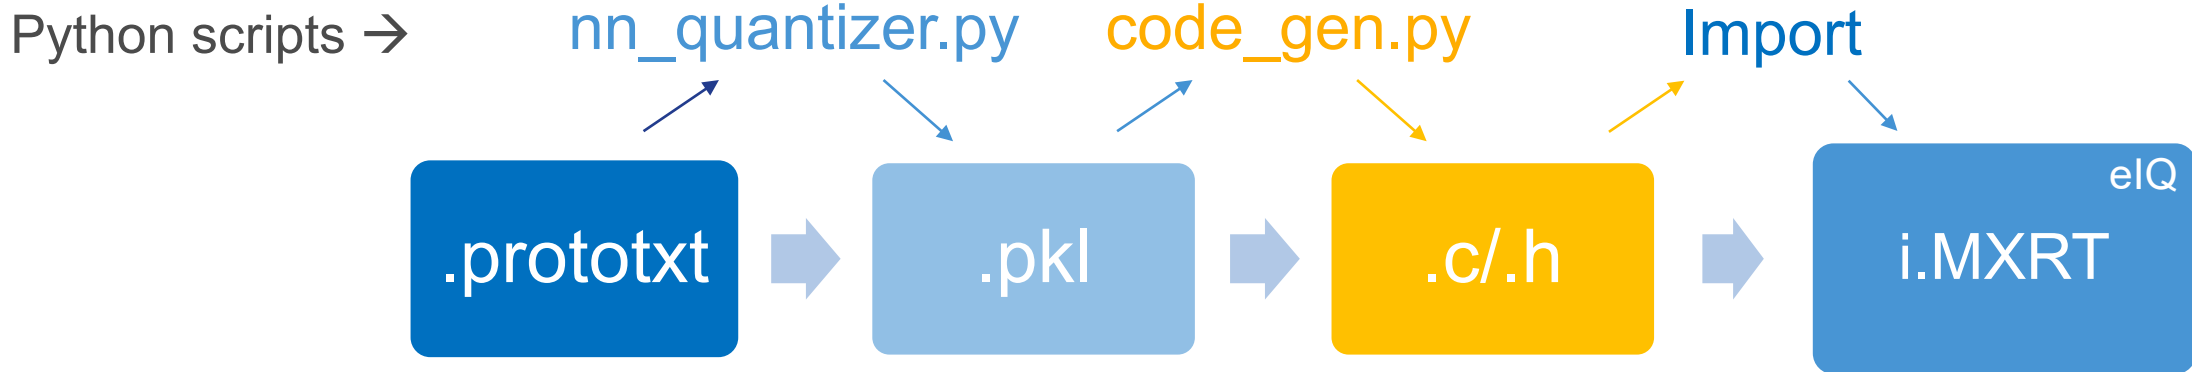 Python scripts → nn_quantizer.py code_gen.py Import
eIQ
.prototxt .pkl .c/.h i.MXRT